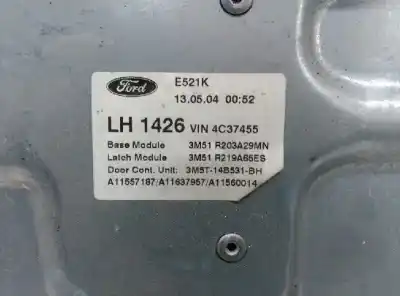 Ford
E521K
13.05.04 00:52
LH 1426 VIN 4C37455
Base Module 3M51 R203A29MN
Latch Module 3M51 R219A65ES
Door Cont. Unit: 3M5T-14B531-BH
A11557187/A11637957/A11560014